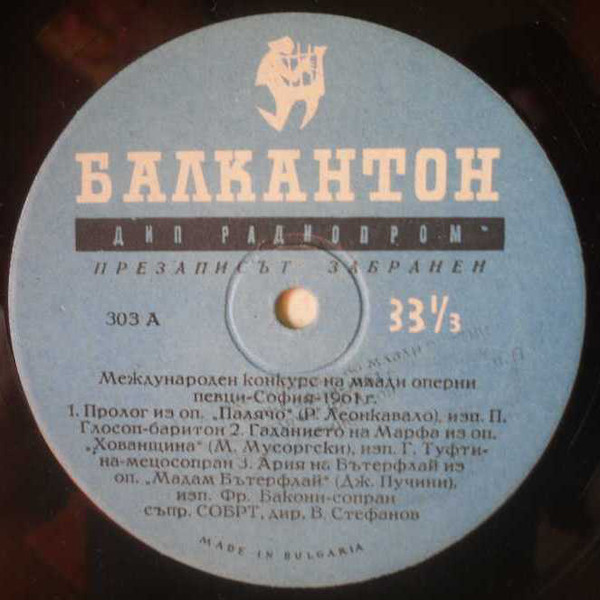 БАЛКАНТОН
ДИП РАДИОПРОМ
ПРЕЗАПИСЪТ ЗАБРАНЕН
303 А
33⅓
Международен конкурс на млади оперни
певци-София-1961 г.
1. Пролог из оп. „Палячо“ (Р. Леонкавало), изп. П.
Глосоп-баритон 2. Гаданието на Марфа из оп.
„Хованщина“ (М. Мусоргски), изп. Г. Туфти-
на-мецосопран 3. Ария на Бътерфлай из
оп. „Мадам Бътерфлай“ (Дж. Пучини),
изп. Фр. Бакони-сопран
съпр. СОБРТ, дир. В. Стефанов
MADE IN BULGARIA